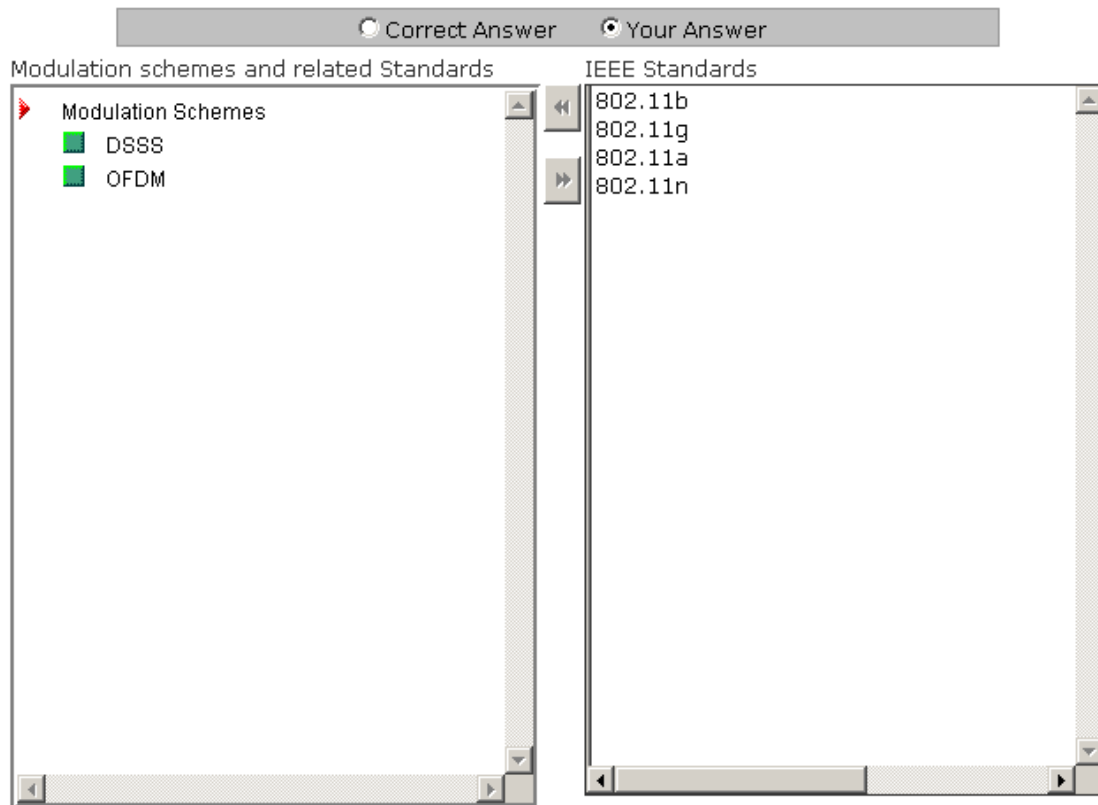 Correct Answer Your Answer
Modulation schemes and related Standards
Modulation Schemes
DSSS
OFDM
IEEE Standards
802.11b
802.11g
802.11a
802.11n